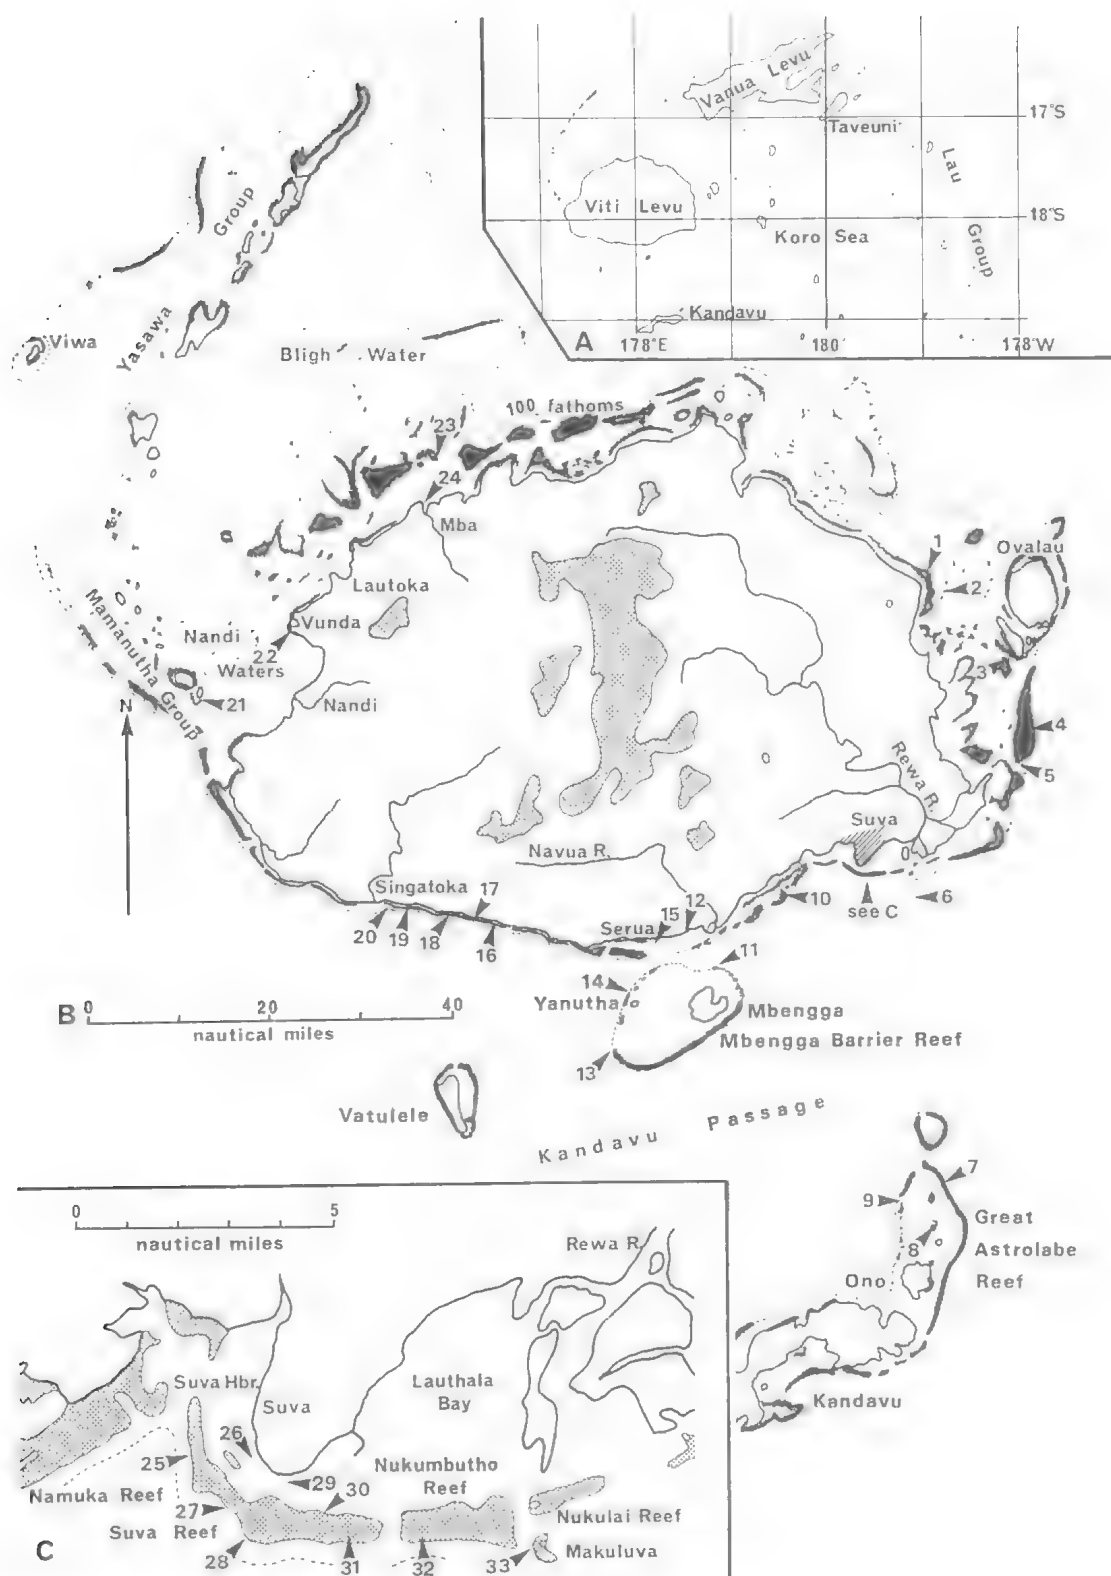 Vanua Levu
Taveuni
17°S
Lau
Group
Viti Levu
18°S
Koro Sea
Kandavu
A
178°E
180°
178°W
Group
Yasawa
Viwa
Bligh Water
100 fathoms
23
24
Mba
1
Ovalau
2
Lautoka
Mamanutha Group
Nandi
Waters
Vunda
22
3
21
N
Nandi
4
5
Rewa R.
Suva
Navua R.
Singatoka
17
20
19
18
16
Serua
15
12
10
see C
6
11
14
Yanutha
Mbengga
Mbengga Barrier Reef
13
B
0
20
40
nautical miles
Vatulele
Kandavu Passage
7
9
Great
Astrolabe
Reef
8
Ono
Kandavu
0
5
nautical miles
Rewa R.
Suva Hbr.
Suva
Lauthala
Bay
26
25
29
Nukumbutho
Reef
30
Namuka Reef
27
Suva Reef
Nukulai Reef
28
31
32
33
Makuluva
C